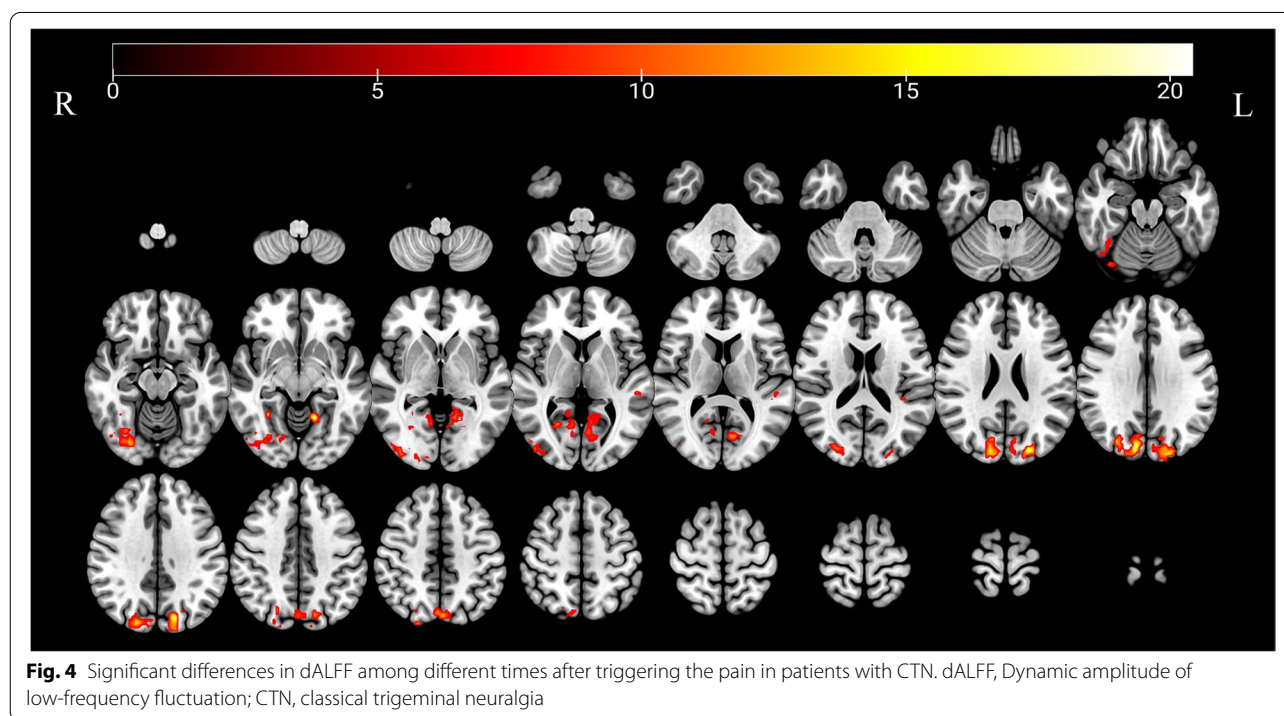 R
0 5 10 15 20
L
Fig. 4 Significant differences in dALFF among different times after triggering the pain in patients with CTN. dALFF, Dynamic amplitude of
low-frequency fluctuation; CTN, classical trigeminal neuralgia